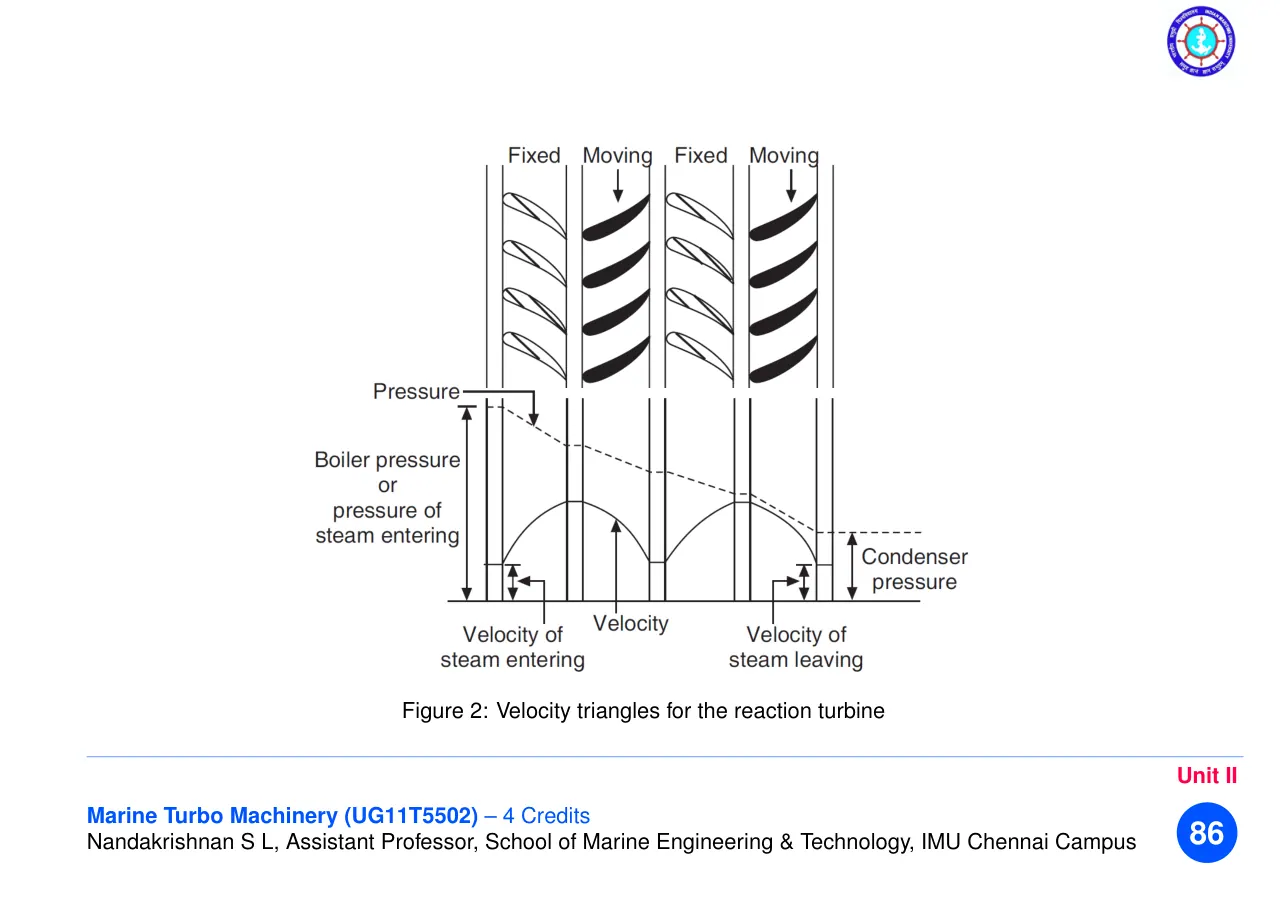 Fixed Moving Fixed Moving
Pressure
Boiler pressure
or
pressure of
steam entering
Condenser
pressure
Velocity
Velocity of
steam entering
Velocity of
steam leaving
Figure 2: Velocity triangles for the reaction turbine
Unit II
Marine Turbo Machinery (UG11T5502) – 4 Credits
Nandakrishnan S L, Assistant Professor, School of Marine Engineering & Technology, IMU Chennai Campus
86